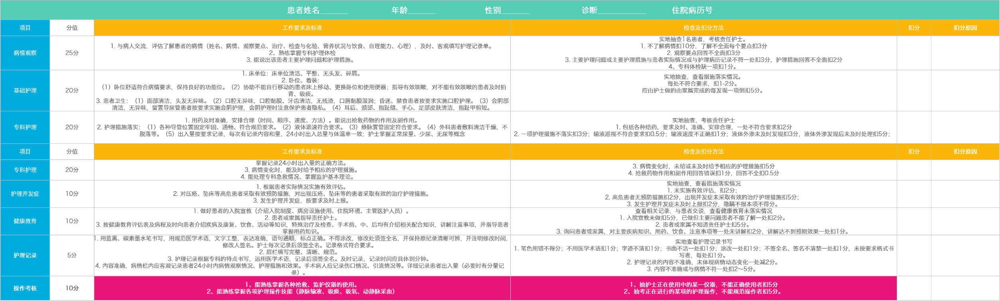 患者姓名_______ 年龄_______ 性别_______ 诊断____________ 住院病历号
项目 分值 工作要求及标准 检查及扣分方法 扣分 扣分原因
病情观察
25分
1. 与病人交流，评估了解患者的病情（姓名、病情、观察要点、治疗、检查与化验、营养状况与饮食、自理能力、心理），及时、客观填写护理记录单。
2、熟练掌握专科护理体检
3. 能说出该患者主要护理问题和护理措施。
实地抽查1名患者，考核责任护士。
1. 不了解病情扣10分，了解不全面每个要点扣3分
2. 观察要点回答不全面扣3分
3. 主要护理问题或主要护理措施与患者实际情况或与护理病历记录不符一处扣3分，护理措施回答不全面扣2分
4、专科体检缺一项扣1分。
基础护理
20分
1. 床单位：床单位清洁、平整、无头发、碎屑。
2. 卧位、着装：
（1）卧位舒适符合病情要求，保持良好的功能位。（2）协助不能自行移动的患者床上移动、更换卧位和使用便器；指导有效咳嗽，对不能有效咳嗽的患者及时拍
背、吸痰。
3. 患者卫生：（1）面部清洁，头发无异味。（2）口腔无异味，口腔黏膜、牙齿清洁，无残渣，口唇黏膜湿润；昏迷、禁食患者按要求实施口腔护理。（3）会阴部
清洁，无异味，留置导尿管患者按要求实施会阴护理，会阴护理时注意保护患者隐私。（4）耳后、颈部、指趾缝、手心、足部皮肤清洁，指趾甲剪短。
实地抽查，查看措施落实情况。
每处不符合要求，扣1-2分。
应由护士做的由家属完成的每发现一项倒扣5分。
专科护理
20分
1. 用药及时准确，安排合理（时间、顺序、速度、方法）。能说出抢救药物的作用及副作用。
2. 护理措施落实：（1）各种导管位置固定牢固、通畅、符合规范要求。（2）液体滴速符合要求。（3）静脉置管固定符合要求。（4）外科患者敷料清洁干燥，不
脱落等。（5）出入量按要求记录，每次有记录内容和量，24小时出入总量与体温单一致；护士掌握正常尿量、少尿、无尿等概念
实地抽查，考核责任护士
1. 包括各种给药，要求及时、准确、安排合理，一处不符合要求扣2分
2. 一项护理措施不落实扣3分；输液巡视不符合要求扣0.5分；输液速度不正确扣1分；液体外渗未及时发现扣3分，液体外渗发现后未及时处理扣5分；
项目 分值 工作要求及标准 检查及扣分方法 扣分 扣分原因
专科护理
20分
掌握记录24小时出入量的正确方法。
3. 病情变化时，能及时给予相应的护理措施。
4. 能处理专科急救情况、掌握监护基本理论。
3. 病情变化时，未给或未及时给予相应的护理措施扣5分
4. 抢救药物作用和副作用回答错误扣1分，回答不全扣0.5分
护理并发症
10分
1. 根据患者实际情况实施有效评估。
2. 对压疮、坠床等高危患者采取有效预防措施，对出现压疮、坠床等的患者采取有效的治疗护理措施。
3. 发生护理并发症，按要求及时上报。
实地抽查，查看措施落实情况
1. 未实施有效评估，扣2分；
2. 高危患者无预防措施扣2分，出现并发症未采取有效的治疗护理措施扣5分；
3. 发生护理并发症未及时上报扣2分，隐瞒不报本项不得分。
健康教育
10分
1. 做好患者的入院宣教（介绍入院制度、病房设施使用、住院环境、主管医护人员）。
2. 患者或家属指导责任护士。
3. 按健康教育评估表及病程及时向患者介绍疾病及康复、饮食、活动等知识，特殊治疗及检查、手术前、中、后均有介绍相关配合知识，讲解注意事项，并指导患者
掌握用药知识。
查看相关记录，与患者交谈，查看健康教育未落实情况
1. 入院宣教未做扣5分，已做但主要问题患者不能了解一处扣2分。
2. 患者或家属不知道责任护士扣5分。
3. 询问患者或家属，对主要疾病知识、用药、饮食、注意事项等一处未讲解扣2分，讲解达不到预期效果一处扣1分。
护理记录
5分
1. 用蓝黑、碳素墨水笔书写，用规范医学术语，文字工整，表达准确，语句通顺，标点正确。不得涂改，修改处须签全名，并保持原纪录清晰可辨，并注明修改时间，
修改人签名。护士每次记录后须签全名。记录格式符合要求。
2. 眉栏填写完整、清晰、规范。
3. 护理记录根据专科的特点书写，运用医学术语，记录后须签全名。及时记录，记录时间应具体到分钟。
4. 内容准确，病情栏内应客观记录患者24小时内病情观察情况、护理措施和效果。手术病人应记录伤口情况、引流情况等。详细记录患者出入量（必要时有分量记
录）。
实地查看护理记录书写
1. 笔色用错不得分；不用医学术语扣1分；字迹不清扣1分；书面不洁一处扣1分；涂改一处扣1分；不签全名、签名不清楚一处扣1分，未按要求格式书
写者，每处扣1分。
2. 护理记录的内容不准确，未体现病情动态变化一处减2分。
3. 内容不准确或与病情不符一处扣2～5分。
操作考核
10分
1、能熟练掌握各种抢救、监护仪器的使用。
2、能熟练掌握各项护理操作技能（静脉输液、吸痰、吸氧、动静脉采血）
1、抽护士正在使用中的某一仪器，不能正确使用者扣5分
2、抽考正在进行的某项的护理操作，不能规范操作者扣5分。